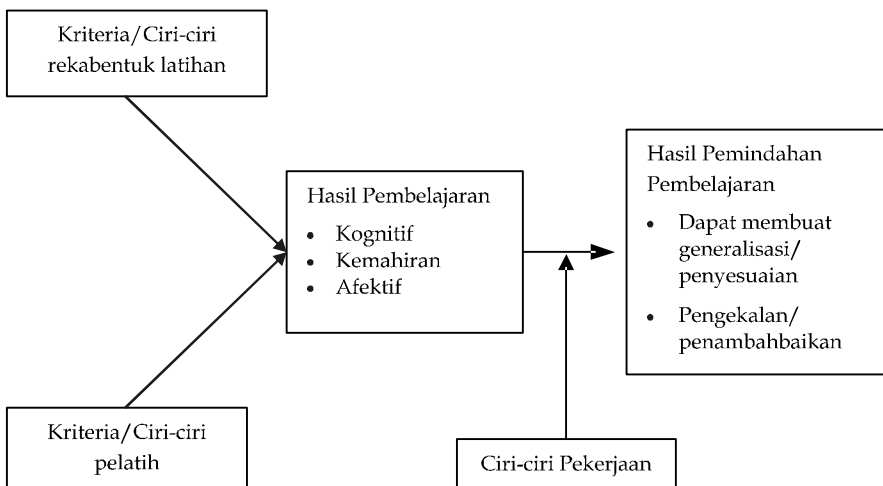 Kriteria/Ciri-ciri
rekabentuk latihan
Hasil Pembelajaran
• Kognitif
• Kemahiran
• Afektif
Hasil Pemindahan
Pembelajaran
• Dapat membuat
generalisasi/
penyesuaian
• Pengekalan/
penambahbaikan
Kriteria/Ciri-ciri
pelatih
Ciri-ciri Pekerjaan